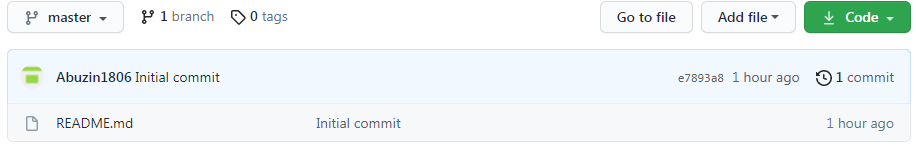 master 1 branch 0 tags Go to file Add file Code
Abuzin1806 Initial commit e7893a8 1 hour ago 1 commit
README.md Initial commit 1 hour ago